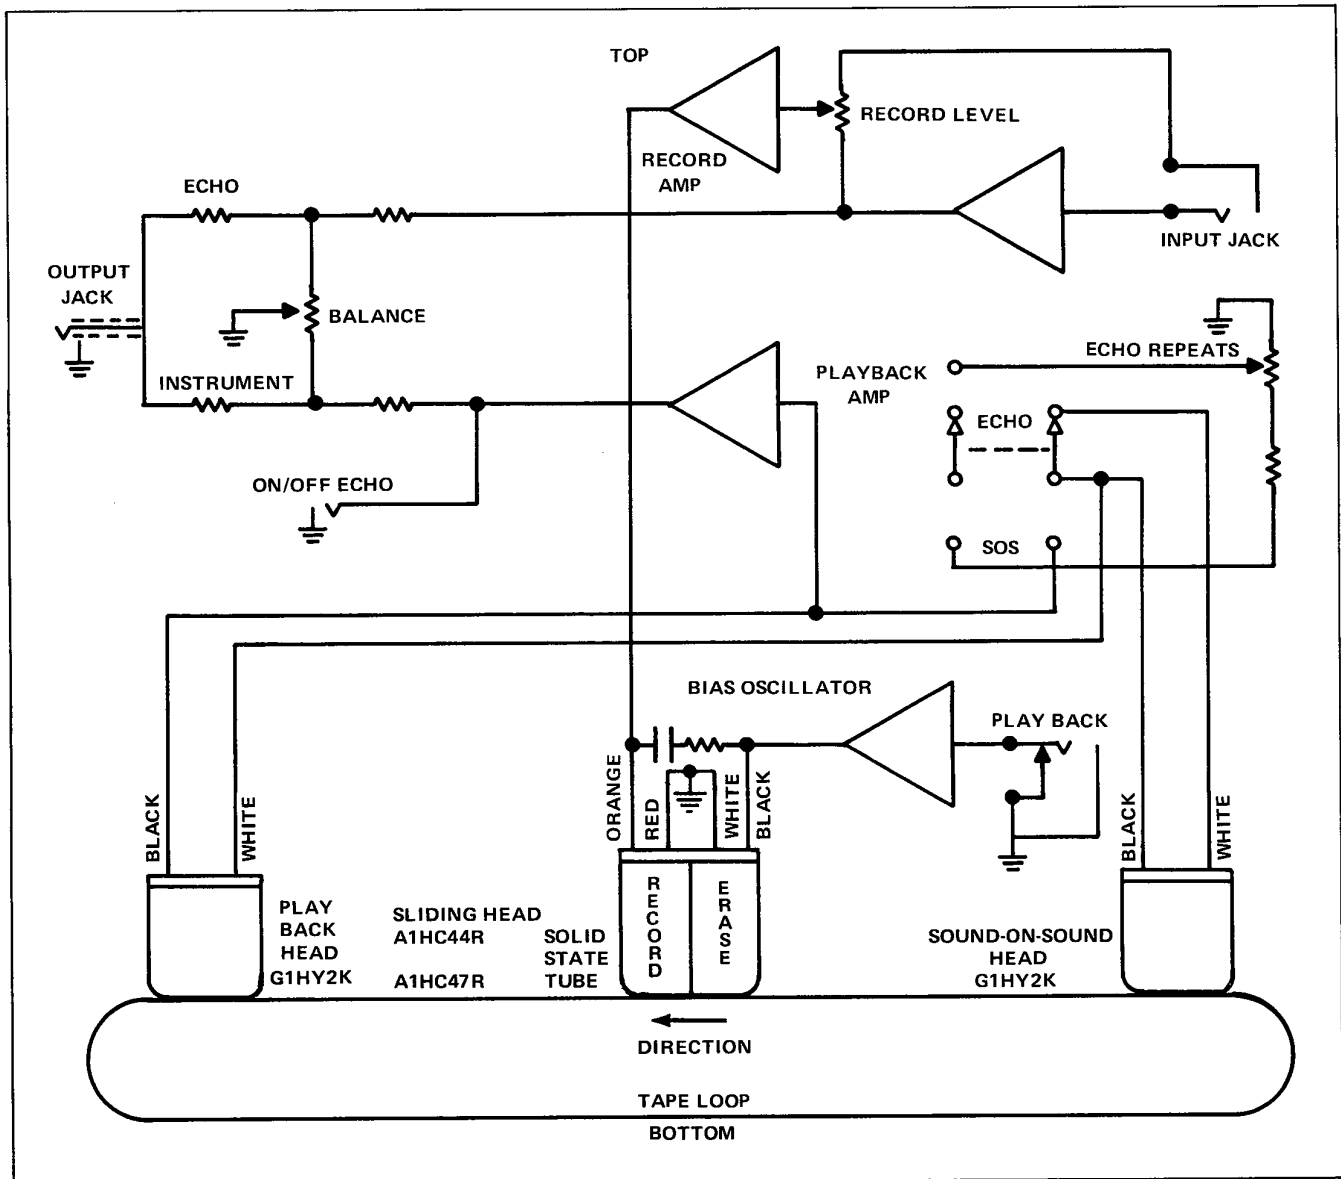 TOP
RECORD LEVEL
RECORD
AMP
ECHO
INPUT JACK
OUTPUT
JACK
BALANCE
ECHO REPEATS
PLAYBACK
AMP
INSTRUMENT
ECHO
ON/OFF ECHO
SOS
BIAS OSCILLATOR
PLAY BACK
BLACK
WHITE
ORANGE
RED
WHITE
BLACK
BLACK
WHITE
PLAY
BACK
HEAD
G1HY2K
SLIDING HEAD
A1HC44R SOLID
STATE
A1HC47R TUBE
RECORD
ERASE
SOUND-ON-SOUND
HEAD
G1HY2K
DIRECTION
TAPE LOOP
BOTTOM